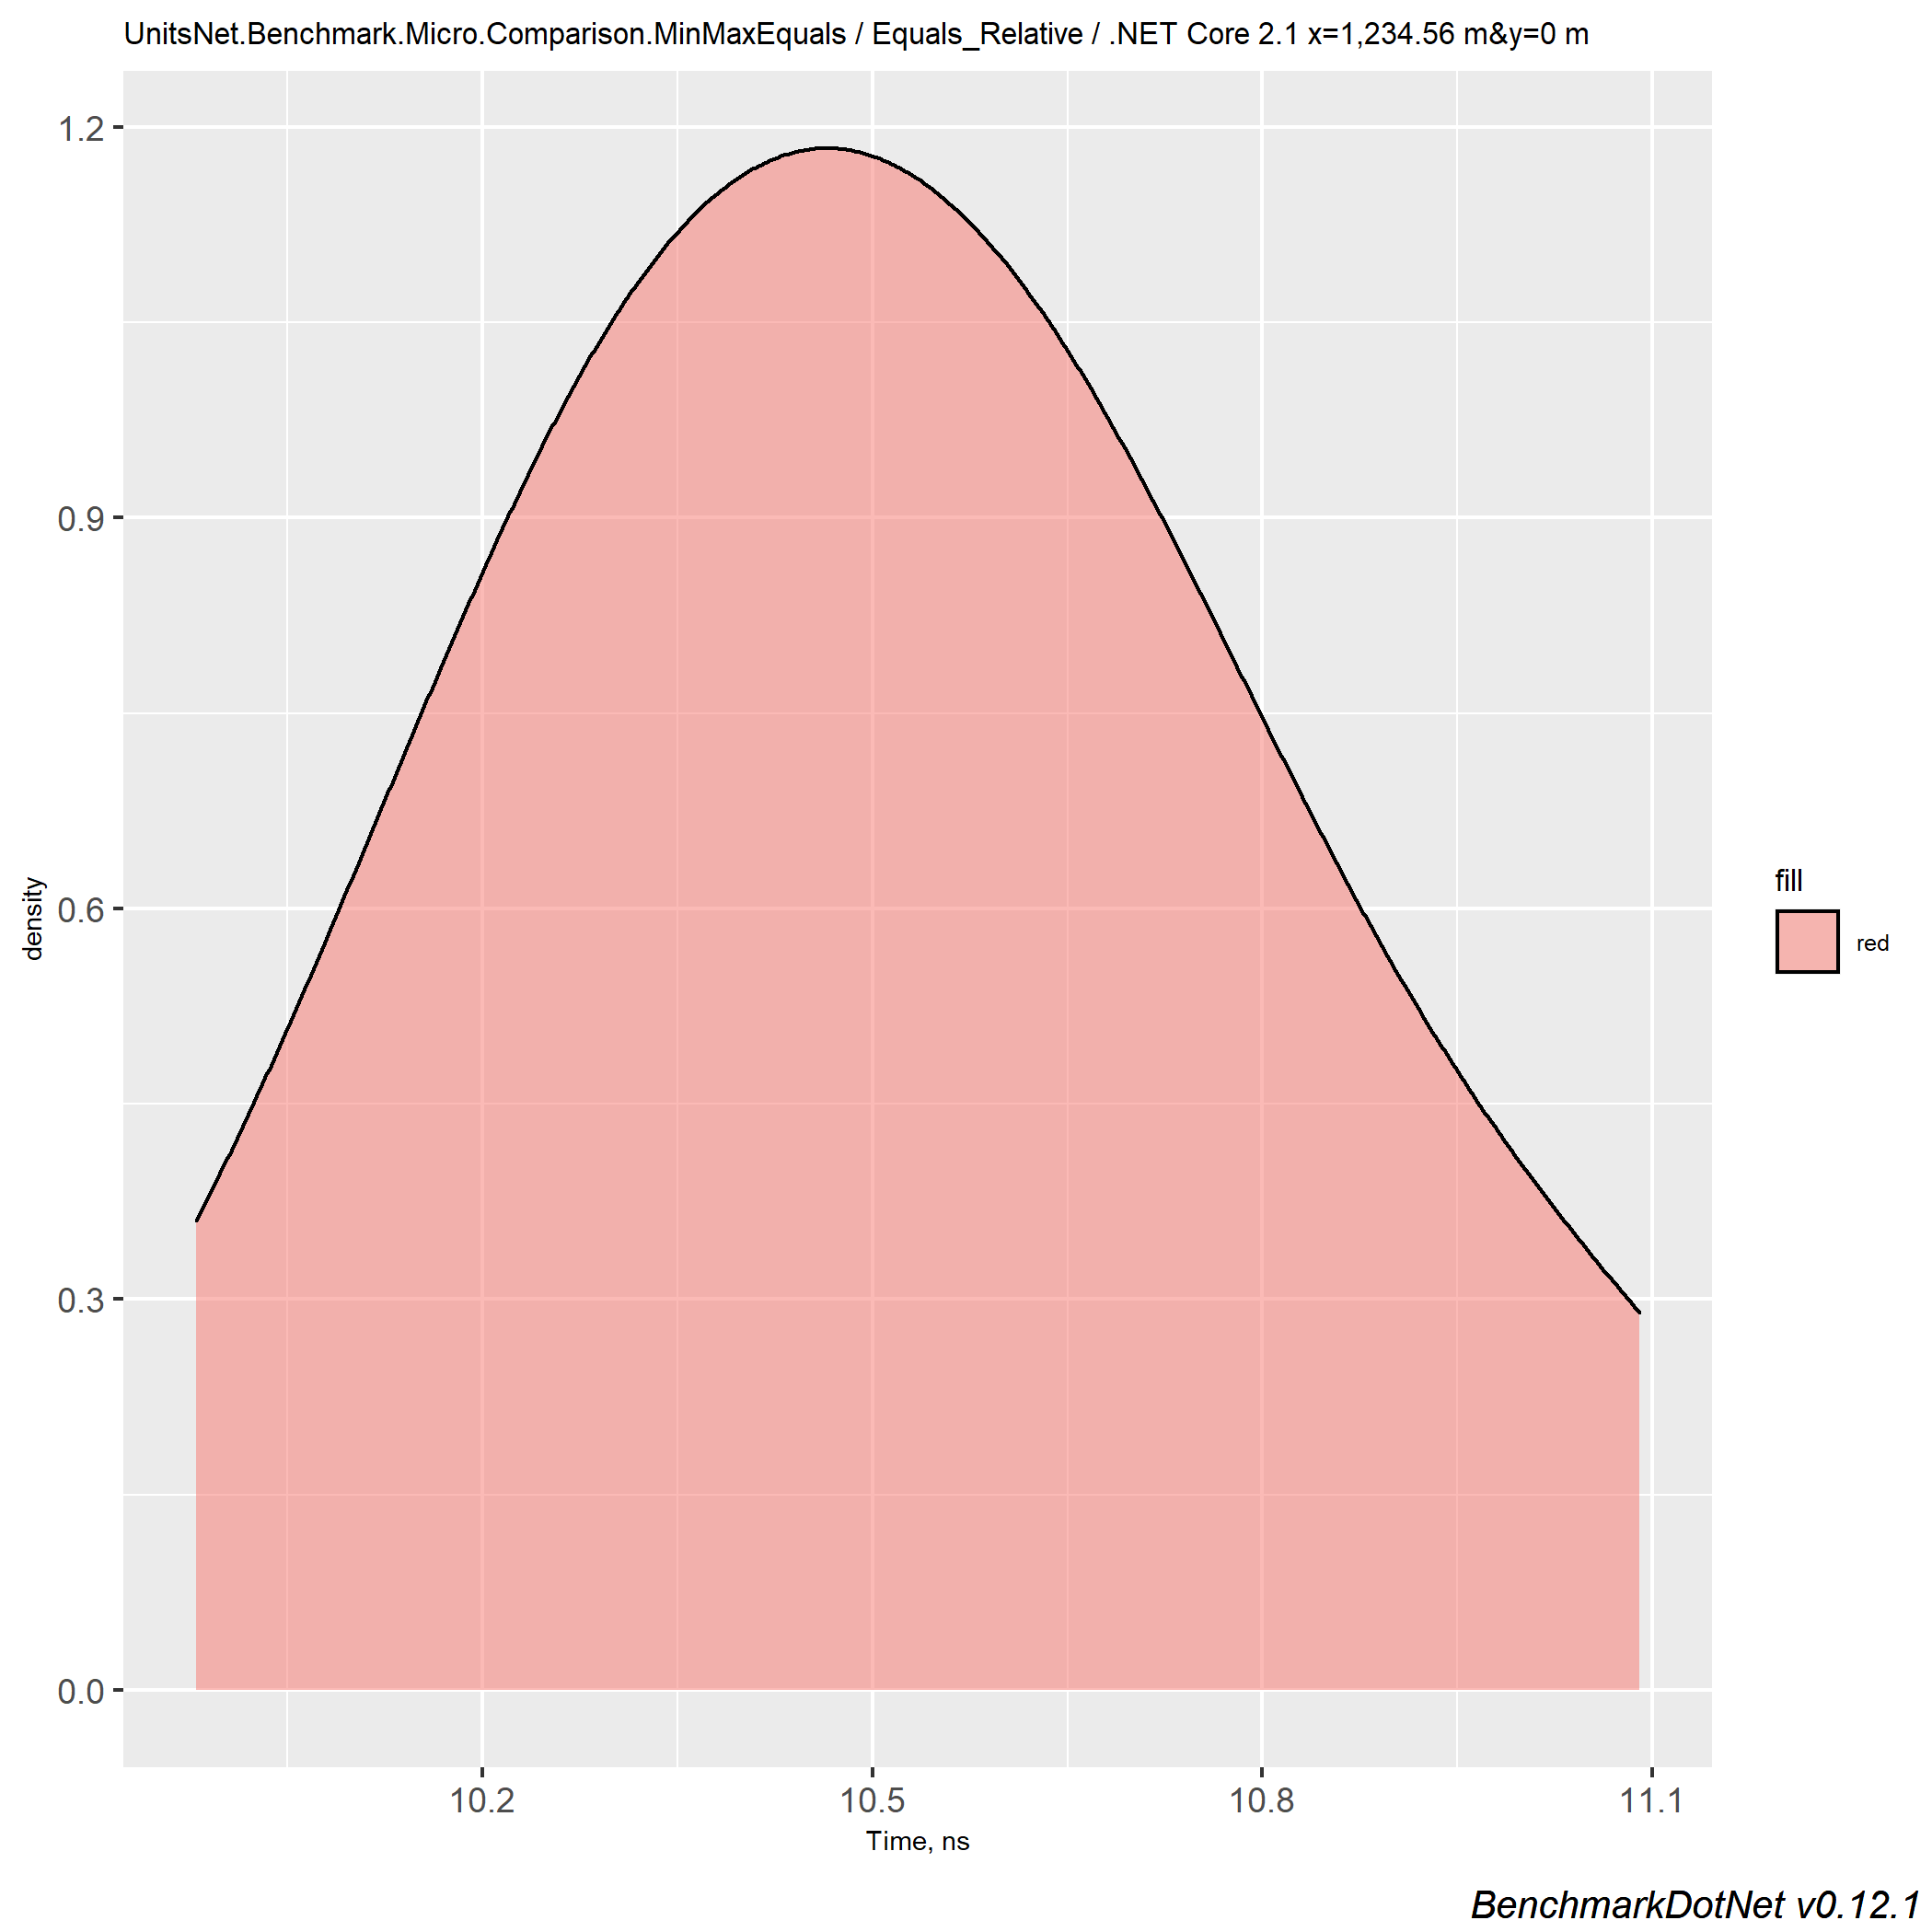 UnitsNet.Benchmark.Micro.Comparison.MinMaxEquals / Equals_Relative / .NET Core 2.1 x=1,234.56 m&y=0 m
1.2
0.9
0.6
0.3
0.0
density
10.2 10.5 10.8 11.1
Time, ns
fill
red
BenchmarkDotNet v0.12.1